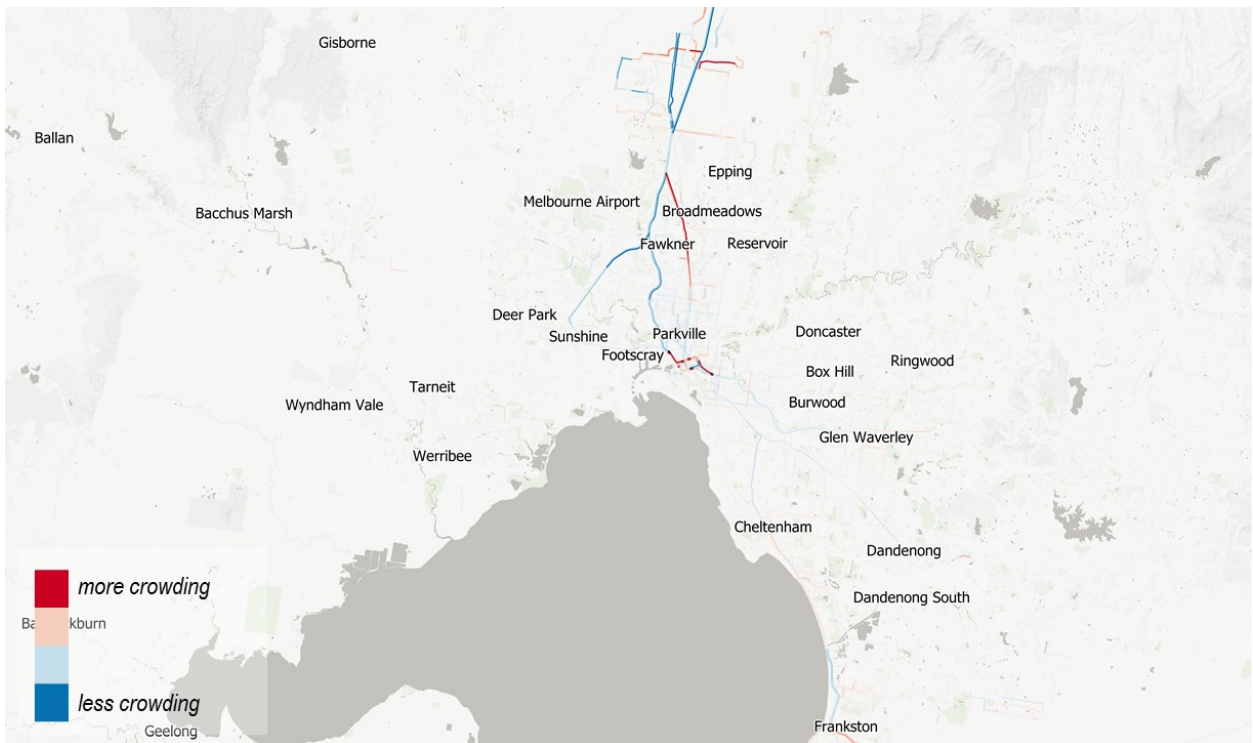 Gisborne
Ballan
Epping
Melbourne Airport
Bacchus Marsh
Broadmeadows
Fawkner
Reservoir
Deer Park
Sunshine
Parkville
Doncaster
Footscray
Ringwood
Box Hill
Tarneit
Wyndham Vale
Burwood
Glen Waverley
Werribee
Cheltenham
Dandenong
more crowding
Dandenong South
less crowding
Frankston
Geelong